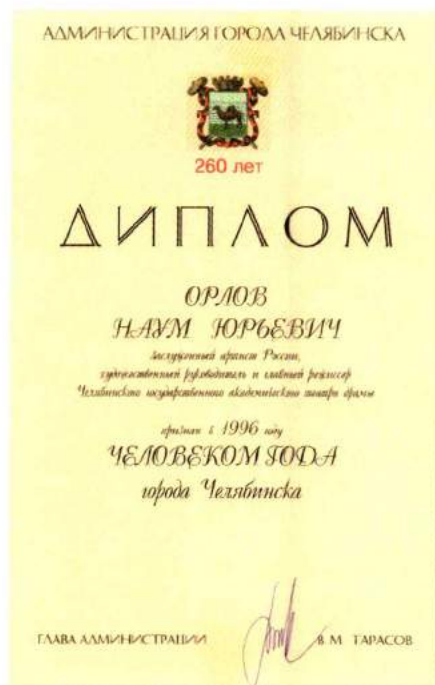 АДМИНИСТРАЦИЯ ГОРОДА ЧЕЛЯБИНСКА
260 лет
ДИПЛОМ
ОРЛОВ
НАУМ ЮРЬЕВИЧ
Заслуженный артист России,
художественный руководитель и главный режиссер
Челябинского государственного академического театра драмы
признан в 1996 году
ЧЕЛОВЕКОМ ГОДА
города Челябинска
ГЛАВА АДМИНИСТРАЦИИ В М ТАРАСОВ